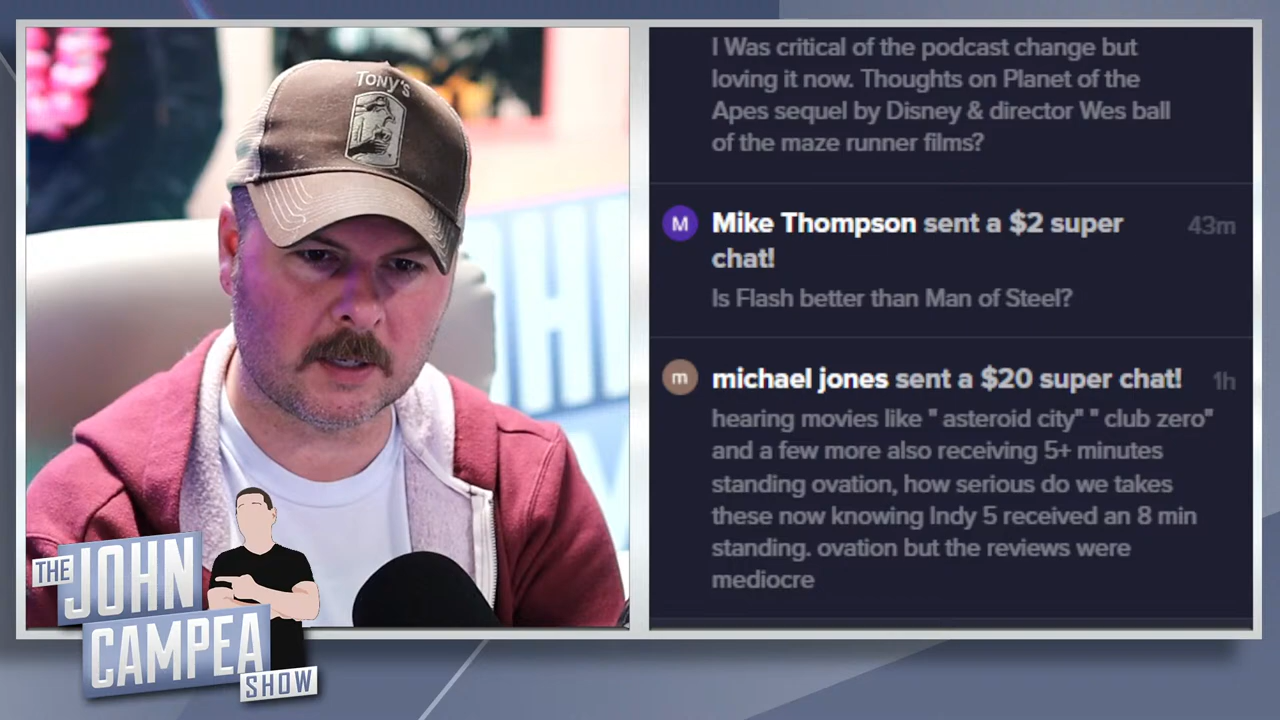 TONY'S
I Was critical of the podcast change but
loving it now. Thoughts on Planet of the
Apes sequel by Disney & director Wes ball
of the maze runner films?
M
Mike Thompson sent a $2 super
chat!
43m
Is Flash better than Man of Steel?
m
michael jones sent a $20 super chat!
1h
hearing movies like " asteroid city" " club zero"
and a few more also receiving 5+ minutes
standing ovation, how serious do we takes
these now knowing Indy 5 received an 8 min
standing. ovation but the reviews were
mediocre
THE
JOHN
CAMPEA
SHOW